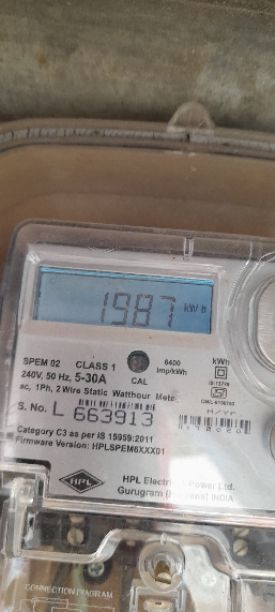 1987 kWh
SPEM 02 CLASS 1
6400 imp/kWh
kWh
240V, 50 Hz, 5-30A CAL
ac, 1Ph, 2 Wire Static Watthour
S. No. L 663913
Category C3 as per IS 15959:2011
Firmware Version: HPLSPEM6XXX01
HPL
HPL Electric Power Ltd.
Gurugram INDIA
CONNECTION DIAGRAM